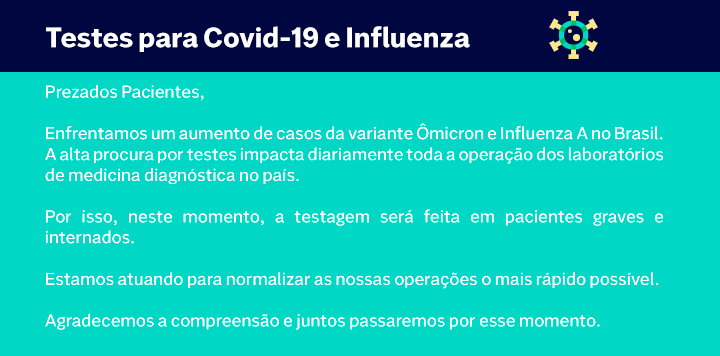 Testes para Covid-19 e Influenza
Prezados Pacientes,
Enfrentamos um aumento de casos da variante Ômicron e Influenza A no Brasil.
A alta procura por testes impacta diariamente toda a operação dos laboratórios
de medicina diagnóstica no país.
Por isso, neste momento, a testagem será feita em pacientes graves e
internados.
Estamos atuando para normalizar as nossas operações o mais rápido possível.
Agradecemos a compreensão e juntos passaremos por esse momento.